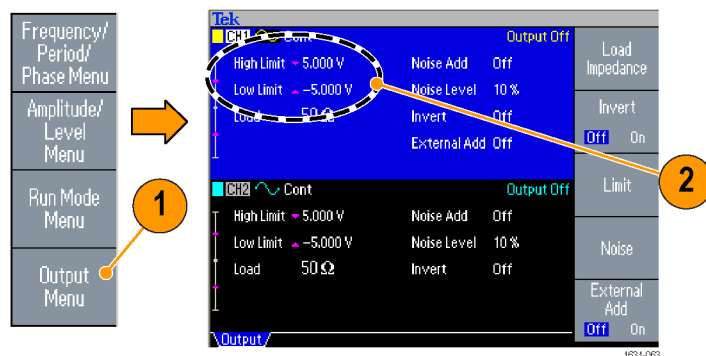 Frequency/
Period/
Phase Menu
Amplitude/
Level
Menu
Run Mode
Menu
Output
Menu
1
Tek
CH1 Cont Output Off
High Limit 5.000 V Noise Add Off
Low Limit -5.000 V Noise Level 10 %
Load 50 Ω Invert Off
External Add Off
CH2 Cont Output Off
High Limit 5.000 V Noise Add Off
Low Limit -5.000 V Noise Level 10 %
Load 50 Ω Invert Off
Output
Load
Impedance
Invert
Off On
Limit
Noise
External
Add
Off On
2
1634-063